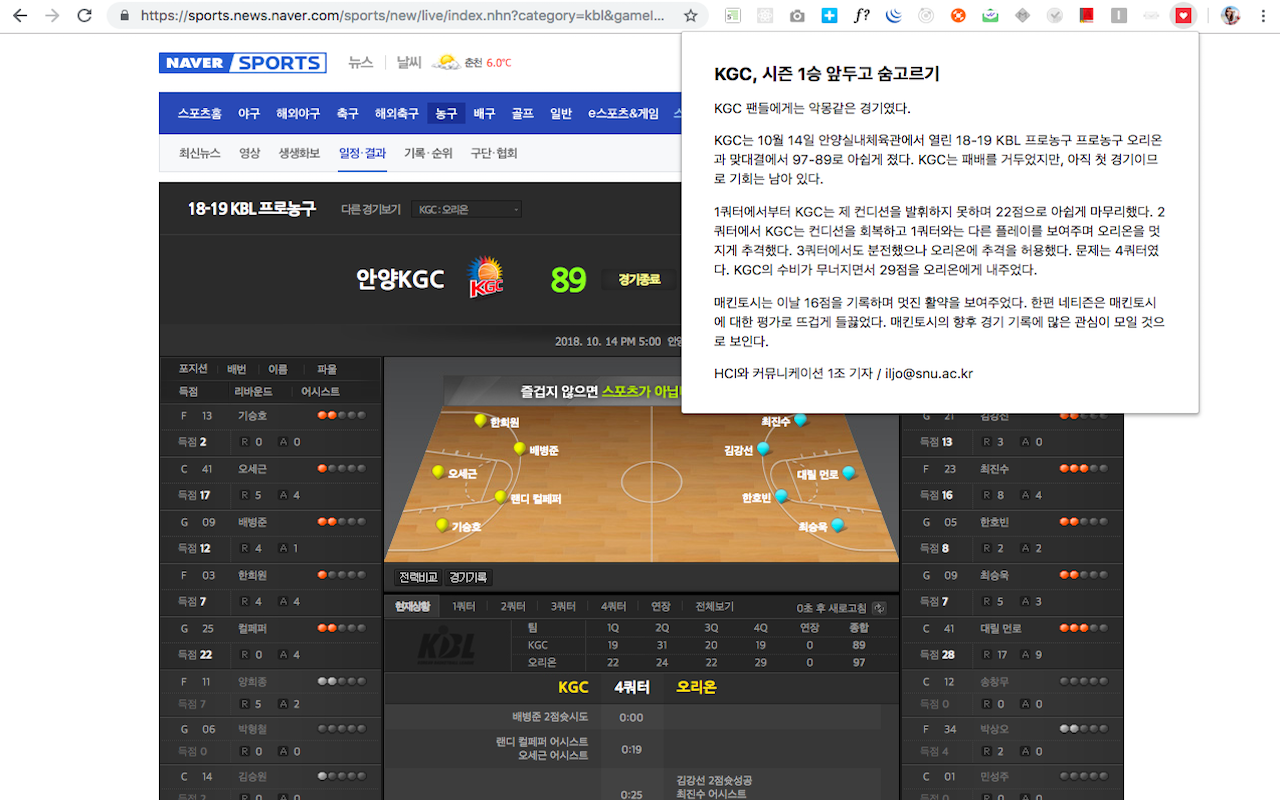 https://sports.news.naver.com/sports/new/live/index.nhn?category=kbl&gameI...
NAVER SPORTS 뉴스 날씨 춘천 6.0℃
스포츠홈 야구 해외야구 축구 해외축구 농구 배구 골프 일반 e스포츠&게임
최신뉴스 영상 생생화보 일정·결과 기록·순위 구단·협회
KGC, 시즌 1승 앞두고 숨고르기
KGC 팬들에게는 악몽같은 경기였다.
KGC는 10월 14일 안양실내체육관에서 열린 18-19 KBL 프로농구 프로농구 오리온
과 맞대결에서 97-89로 아쉽게 졌다. KGC는 패배를 거두었지만, 아직 첫 경기이므
로 기회는 남아 있다.
1쿼터에서부터 KGC는 제 컨디션을 발휘하지 못하며 22점으로 아쉽게 마무리했다. 2
쿼터에서 KGC는 컨디션을 회복하고 1쿼터와는 다른 플레이를 보여주며 오리온을 멋
지게 추격했다. 3쿼터에서도 분전했으나 오리온에 추격을 허용했다. 문제는 4쿼터였
다. KGC의 수비가 무너지면서 29점을 오리온에게 내주었다.
매킨토시는 이날 16점을 기록하며 멋진 활약을 보여주었다. 한편 네티즌은 매킨토시
에 대한 평가로 뜨겁게 들끓었다. 매킨토시의 향후 경기 기록에 많은 관심이 모일 것으
로 보인다.
HCI와 커뮤니케이션 1조 기자 / iljo@snu.ac.kr
18-19 KBL 프로농구 다른 경기보기 KGC : 오리온
안양KGC KGC 89 경기종료
2018. 10. 14 PM 5:00
포지션 배번 이름 파울
득점 리바운드 어시스트
F 13 기승호
득점 2 R 0 A 0
C 41 오세근
득점 17 R 5 A 4
G 09 배병준
득점 12 R 4 A 1
F 03 한희원
득점 7 R 4 A 4
G 25 컬페퍼
득점 22 R 0 A 4
F 11 양희종
득점 7 R 5 A 2
G 06 박형철
득점 0 R 0 A 0
C 14 김승원
득점 2 R 0 A 0
즐겁지 않으면 스포츠가 아닙
한희원
배병준
오세근
랜디 컬페퍼
기승호
최진수
김강선
대릴 먼로
한호빈
최승욱
전력비교 경기기록
현재상황 1쿼터 2쿼터 3쿼터 4쿼터 연장 전체보기 0초 후 새로고침
KBL
팀 1Q 2Q 3Q 4Q 연장 종합
KGC 19 31 20 19 0 89
오리온 22 24 22 29 0 97
KGC 4쿼터 오리온
배병준 2점슛시도 0:00
랜디 컬페퍼 어시스트
오세근 어시스트
0:19
김강선 2점슛성공
0:25 최진수 어시스트
G 21 김강선
득점 13 R 3 A 0
F 23 최진수
득점 16 R 8 A 4
G 05 한호빈
득점 8 R 2 A 2
G 09 최승욱
득점 7 R 5 A 3
C 41 대릴 먼로
득점 28 R 17 A 9
C 12 송창무
득점 0 R 0 A 0
F 34 박상오
득점 4 R 2 A 0
C 01 민성주
득점 0 R 0 A 0